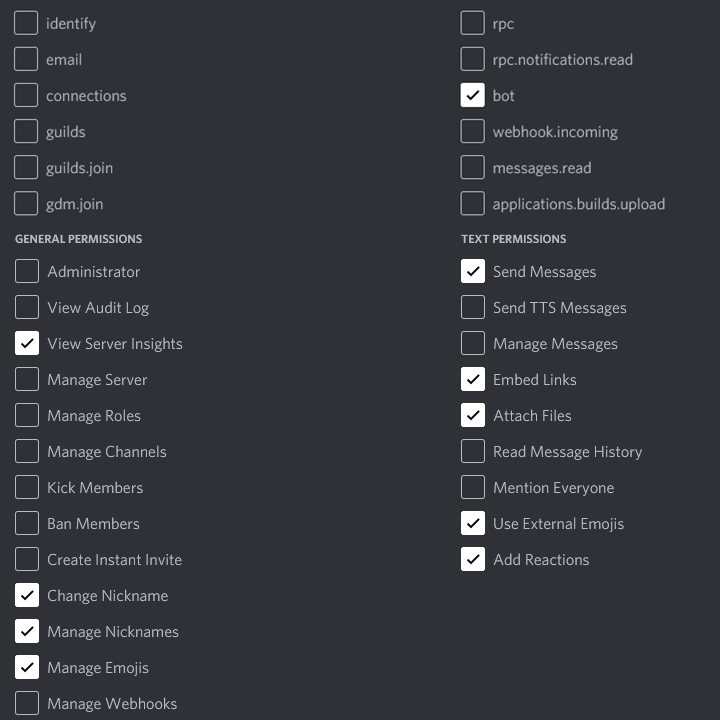 identify
email
connections
guilds
guilds.join
gdm.join
rpc
rpc.notifications.read
bot
webhook.incoming
messages.read
applications.builds.upload
GENERAL PERMISSIONS
Administrator
View Audit Log
View Server Insights
Manage Server
Manage Roles
Manage Channels
Kick Members
Ban Members
Create Instant Invite
Change Nickname
Manage Nicknames
Manage Emojis
Manage Webhooks
TEXT PERMISSIONS
Send Messages
Send TTS Messages
Manage Messages
Embed Links
Attach Files
Read Message History
Mention Everyone
Use External Emojis
Add Reactions